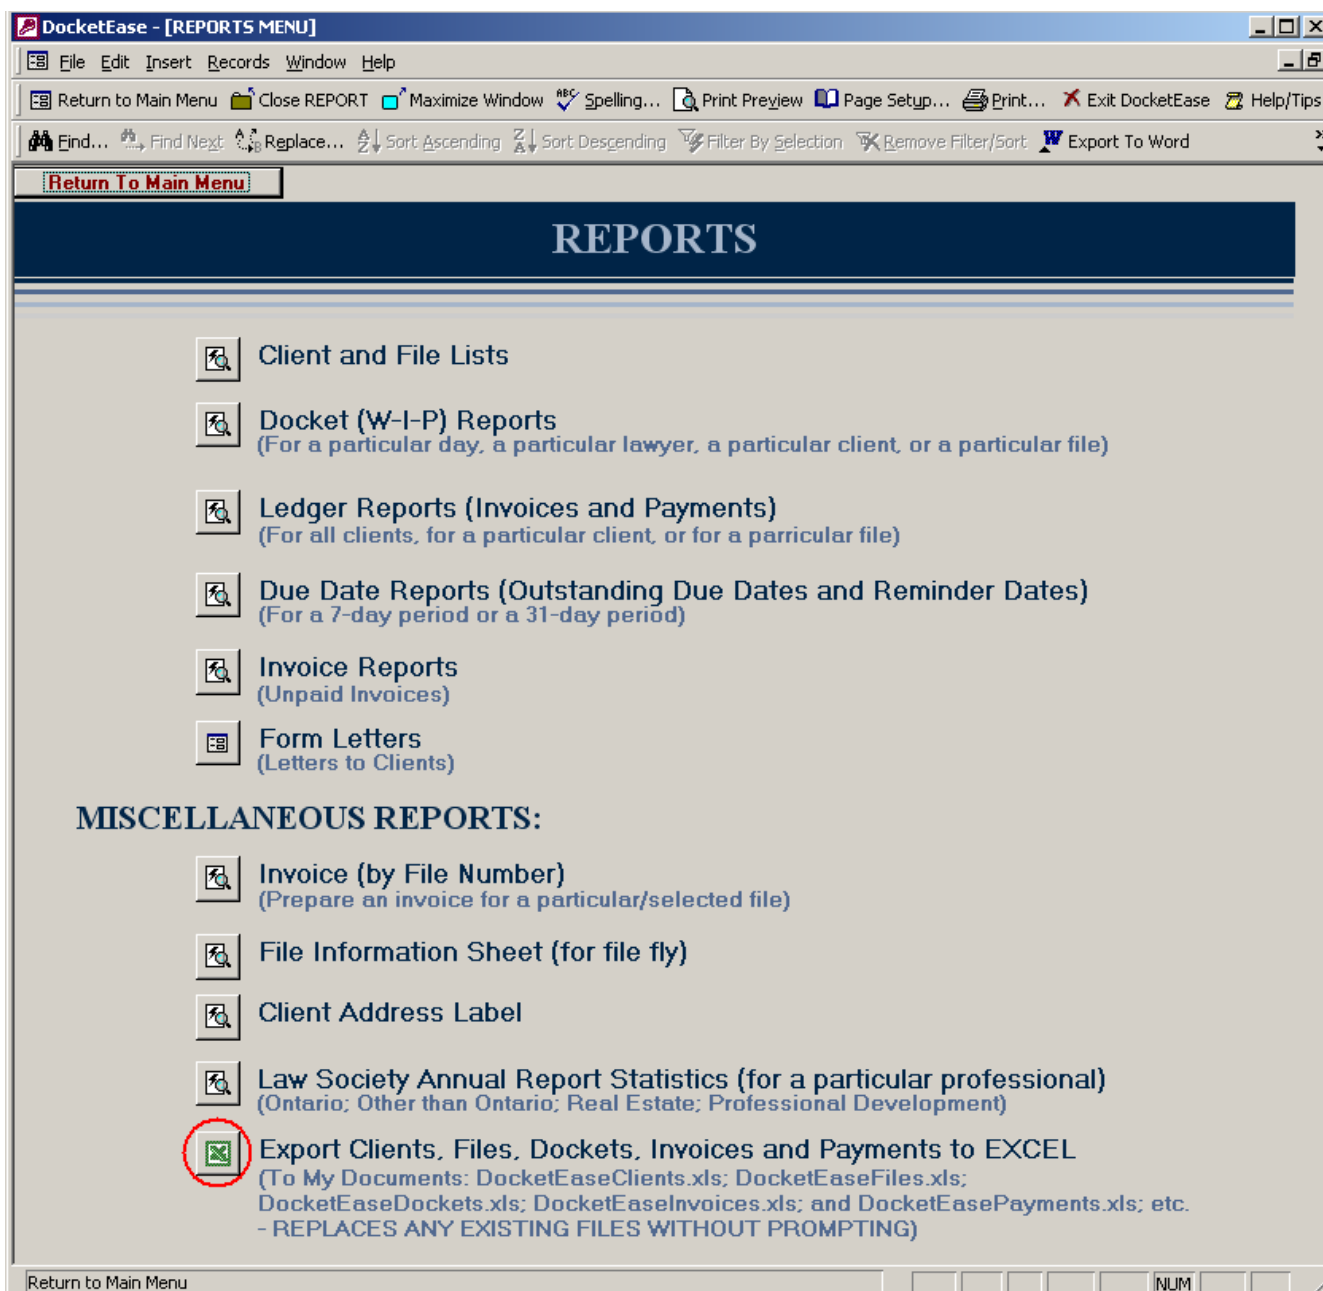 DocketEase - [REPORTS MENU]
File Edit Insert Records Window Help
Return to Main Menu Close REPORT Maximize Window ABC Spelling... Print Preview Page Setup... Print... Exit DocketEase Help/Tips
Find... Find Next Replace... Sort Ascending Sort Descending Filter By Selection Remove Filter/Sort Export To Word
Return To Main Menu
REPORTS
Client and File Lists
Docket (W-I-P) Reports
(For a particular day, a particular lawyer, a particular client, or a particular file)
Ledger Reports (Invoices and Payments)
(For all clients, for a particular client, or for a parricular file)
Due Date Reports (Outstanding Due Dates and Reminder Dates)
(For a 7-day period or a 31-day period)
Invoice Reports
(Unpaid Invoices)
Form Letters
(Letters to Clients)
MISCELLANEOUS REPORTS:
Invoice (by File Number)
(Prepare an invoice for a particular/selected file)
File Information Sheet (for file fly)
Client Address Label
Law Society Annual Report Statistics (for a particular professional)
(Ontario; Other than Ontario; Real Estate; Professional Development)
Export Clients, Files, Dockets, Invoices and Payments to EXCEL
(To My Documents: DocketEaseClients.xls; DocketEaseFiles.xls;
DocketEaseDockets.xls; DocketEaseInvoices.xls; and DocketEasePayments.xls; etc.
- REPLACES ANY EXISTING FILES WITHOUT PROMPTING)
Return to Main Menu NUM